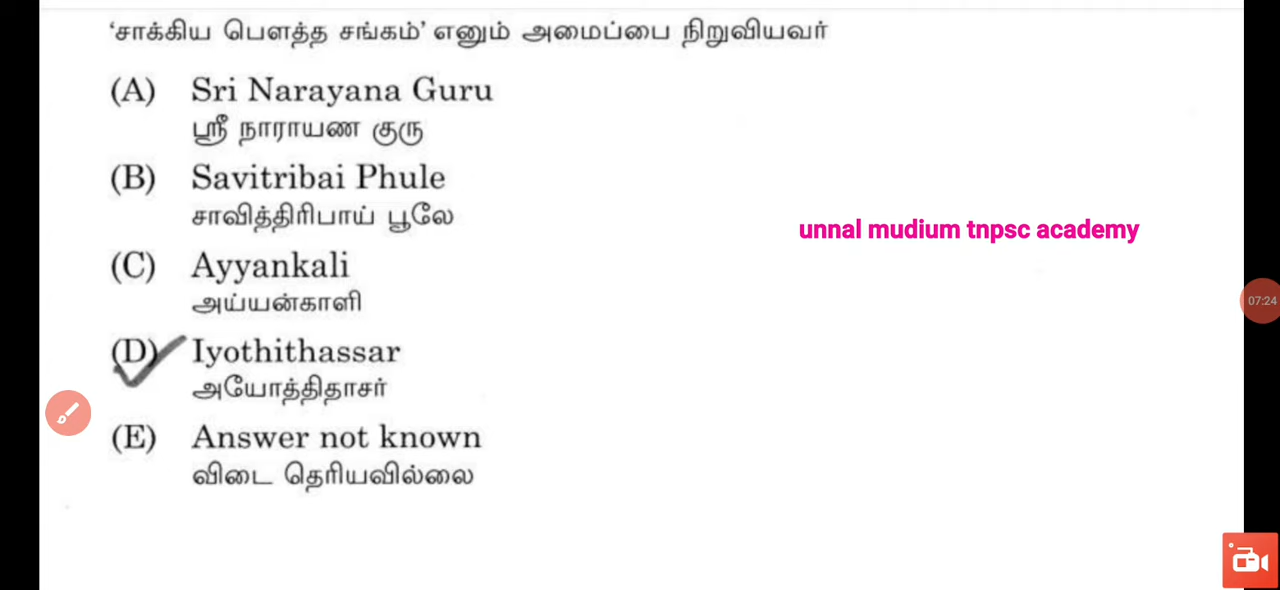 ‘சாக்கிய பௌத்த சங்கம்’ எனும் அமைப்பை நிறுவியவர்
(A) Sri Narayana Guru
ஸ்ரீ நாராயண குரு
(B) Savitribai Phule
சாவித்திரிபாய் பூலே
unnal mudium tnpsc academy
(C) Ayyankali
அய்யன்காளி
07:24
(D) Iyothithassar
அயோத்திதாசர்
(E) Answer not known
விடை தெரியவில்லை